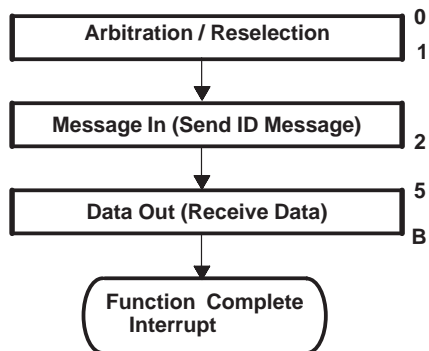 Arbitration / Reselection
0
1
Message In (Send ID Message)
2
Data Out (Receive Data)
5
B
Function Complete
Interrupt